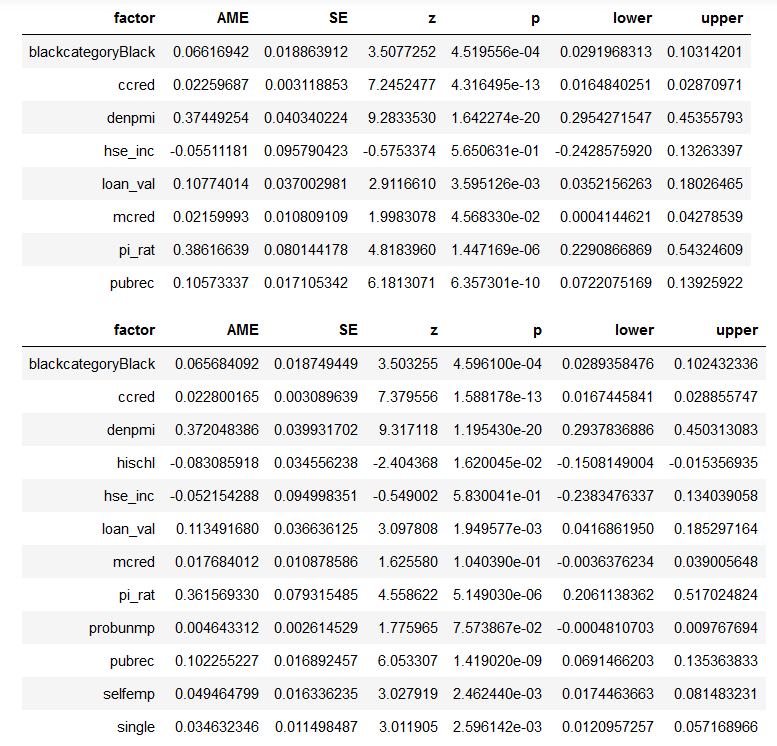 factor AME SE z p lower upper
blackcategoryBlack 0.06616942 0.018863912 3.5077252 4.519556e-04 0.0291968313 0.10314201
ccred 0.02259687 0.003118853 7.2452477 4.316495e-13 0.0164840251 0.02870971
denpmi 0.37449254 0.040340224 9.2833530 1.642274e-20 0.2954271547 0.45355793
hse_inc -0.05511181 0.095790423 -0.5753374 5.650631e-01 -0.2428575920 0.13263397
loan_val 0.10774014 0.037002981 2.9116610 3.595126e-03 0.0352156263 0.18026465
mcred 0.02159993 0.010809109 1.9983078 4.568330e-02 0.0004144621 0.04278539
pi_rat 0.38616639 0.080144178 4.8183960 1.447169e-06 0.2290866869 0.54324609
pubrec 0.10573337 0.017105342 6.1813071 6.357301e-10 0.0722075169 0.13925922
factor AME SE z p lower upper
blackcategoryBlack 0.065684092 0.018749449 3.503255 4.596100e-04 0.0289358476 0.102432336
ccred 0.022800165 0.003089639 7.379556 1.588178e-13 0.0167445841 0.028855747
denpmi 0.372048386 0.039931702 9.317118 1.195430e-20 0.2937836886 0.450313083
hischl -0.083085918 0.034556238 -2.404368 1.620045e-02 -0.1508149004 -0.015356935
hse_inc -0.052154288 0.094998351 -0.549002 5.830041e-01 -0.2383476337 0.134039058
loan_val 0.113491680 0.036636125 3.097808 1.949577e-03 0.0416861950 0.185297164
mcred 0.017684012 0.010878586 1.625580 1.040390e-01 -0.0036376234 0.039005648
pi_rat 0.361569330 0.079315485 4.558622 5.149030e-06 0.2061138362 0.517024824
probunmp 0.004643312 0.002614529 1.775965 7.573867e-02 -0.0004810703 0.009767694
pubrec 0.102255227 0.016892457 6.053307 1.419020e-09 0.0691466203 0.135363833
selfemp 0.049464799 0.016336235 3.027919 2.462440e-03 0.0174463663 0.081483231
single 0.034632346 0.011498487 3.011905 2.596142e-03 0.0120957257 0.057168966